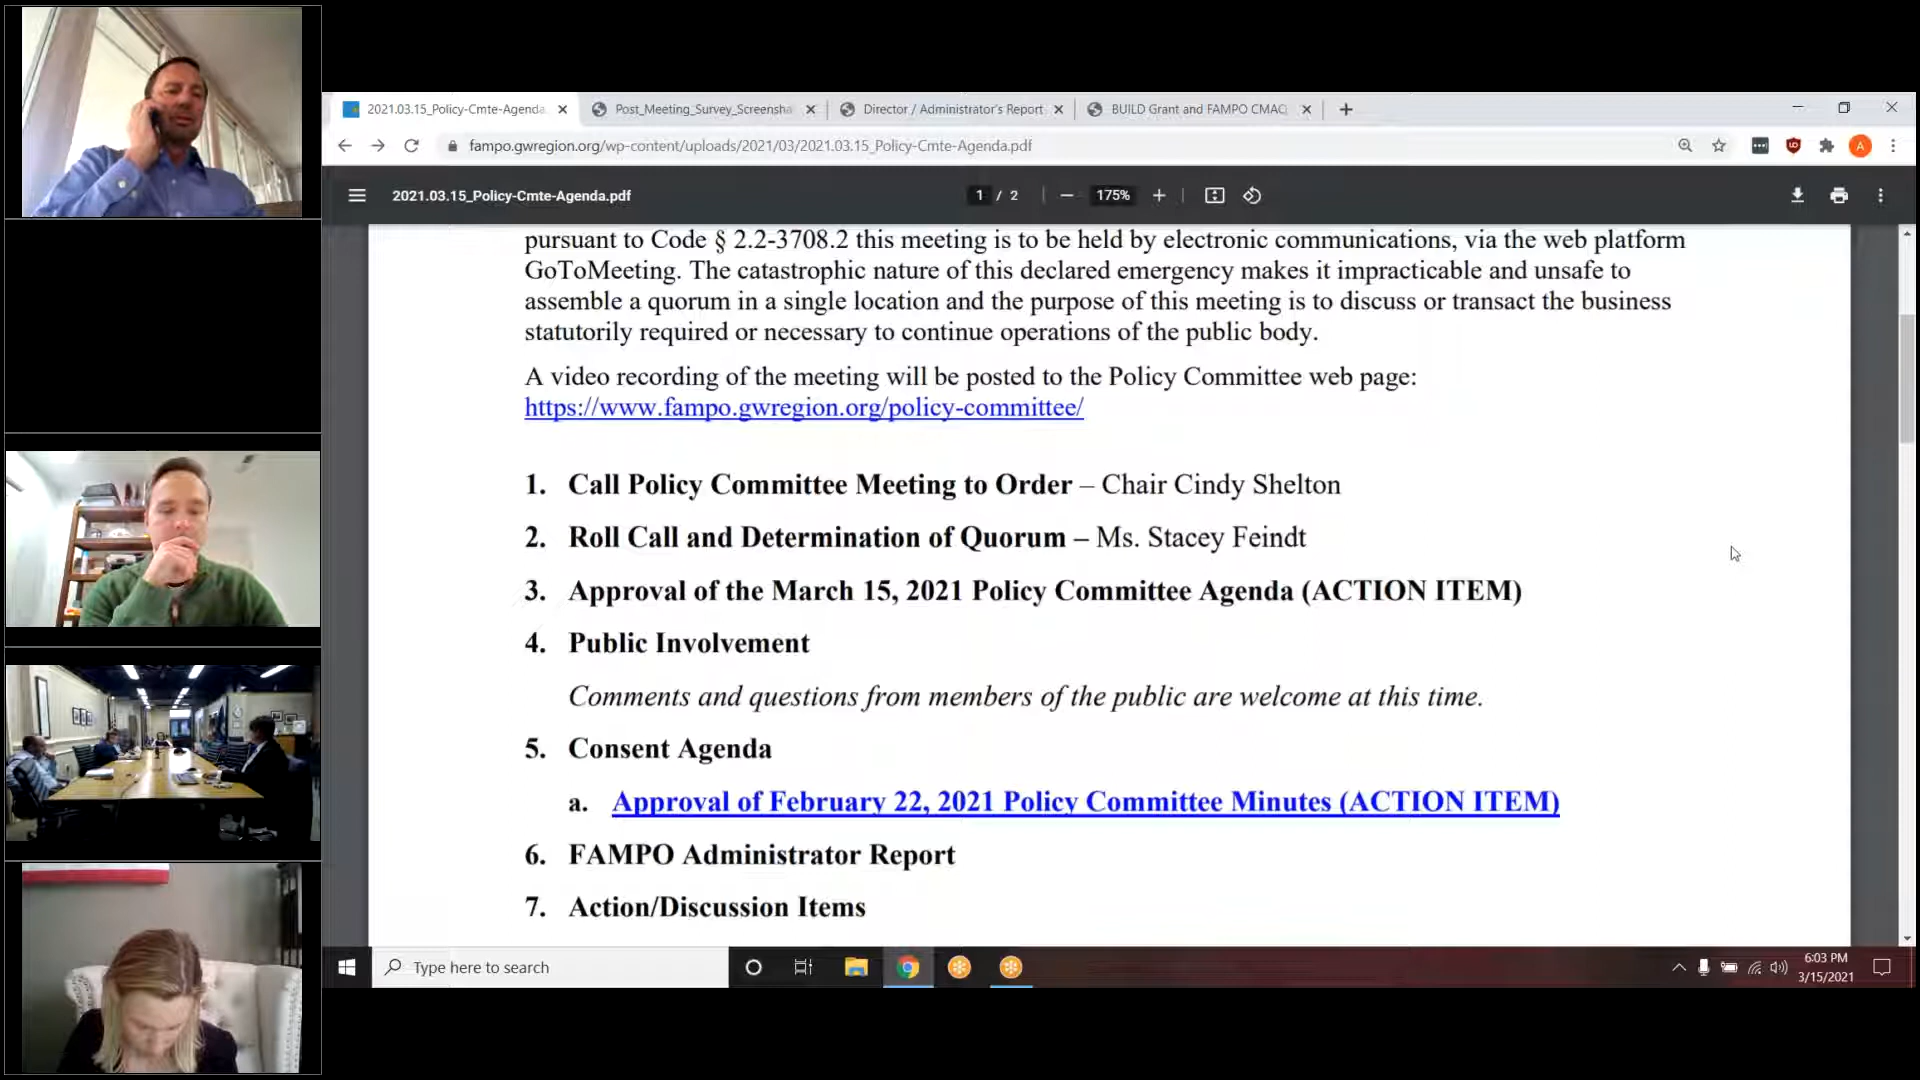 2021.03.15_Policy-Cmte-Agenda.
Post_Meeting_Survey_Screensha
Director / Administrator's Report
BUILD Grant and FAMPO CMAQ
fampo.gwregion.org/wp-content/uploads/2021/03/2021.03.15_Policy-Cmte-Agenda.pdf
A
2021.03.15_Policy-Cmte-Agenda.pdf
1 / 2
175%
pursuant to Code § 2.2-3708.2 this meeting is to be held by electronic communications, via the web platform
GoToMeeting. The catastrophic nature of this declared emergency makes it impracticable and unsafe to
assemble a quorum in a single location and the purpose of this meeting is to discuss or transact the business
statutorily required or necessary to continue operations of the public body.
A video recording of the meeting will be posted to the Policy Committee web page:
https://www.fampo.gwregion.org/policy-committee/
1. Call Policy Committee Meeting to Order – Chair Cindy Shelton
2. Roll Call and Determination of Quorum – Ms. Stacey Feindt
3. Approval of the March 15, 2021 Policy Committee Agenda (ACTION ITEM)
4. Public Involvement
Comments and questions from members of the public are welcome at this time.
5. Consent Agenda
a. Approval of February 22, 2021 Policy Committee Minutes (ACTION ITEM)
6. FAMPO Administrator Report
7. Action/Discussion Items
Type here to search
6:03 PM
3/15/2021